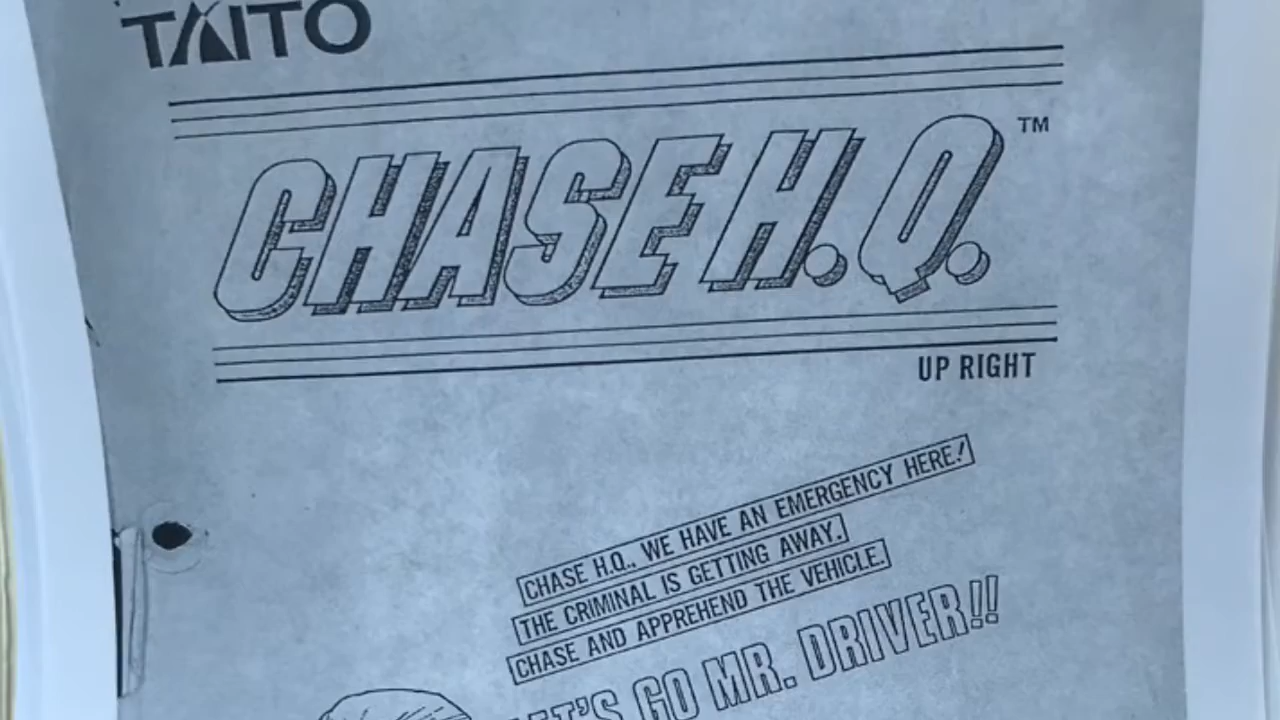 TAITO
CHASE H.Q.™
UP RIGHT
CHASE H.Q., WE HAVE AN EMERGENCY HERE!
THE CRIMINAL IS GETTING AWAY.
CHASE AND APPREHEND THE VEHICLE.
GO MR. DRIVER!!